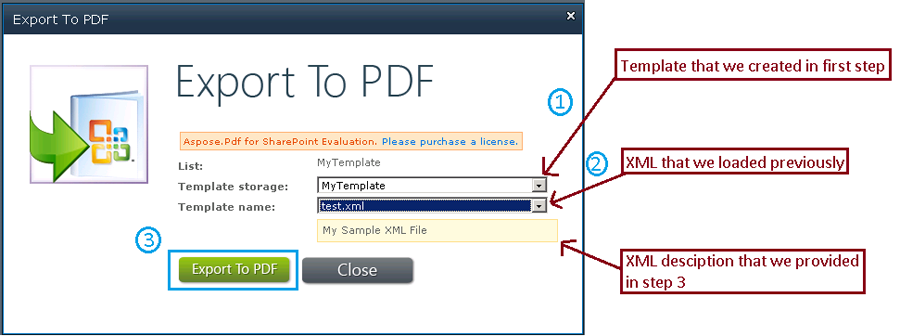 Export To PDF
Export To PDF
Template that we created in first step
1
Aspose.Pdf for SharePoint Evaluation. Please purchase a license.
List: MyTemplate
2
XML that we loaded previously
Template storage: MyTemplate
Template name: test.xml
My Sample XML File
3
XML desciption that we provided
in step 3
Export To PDF
Close